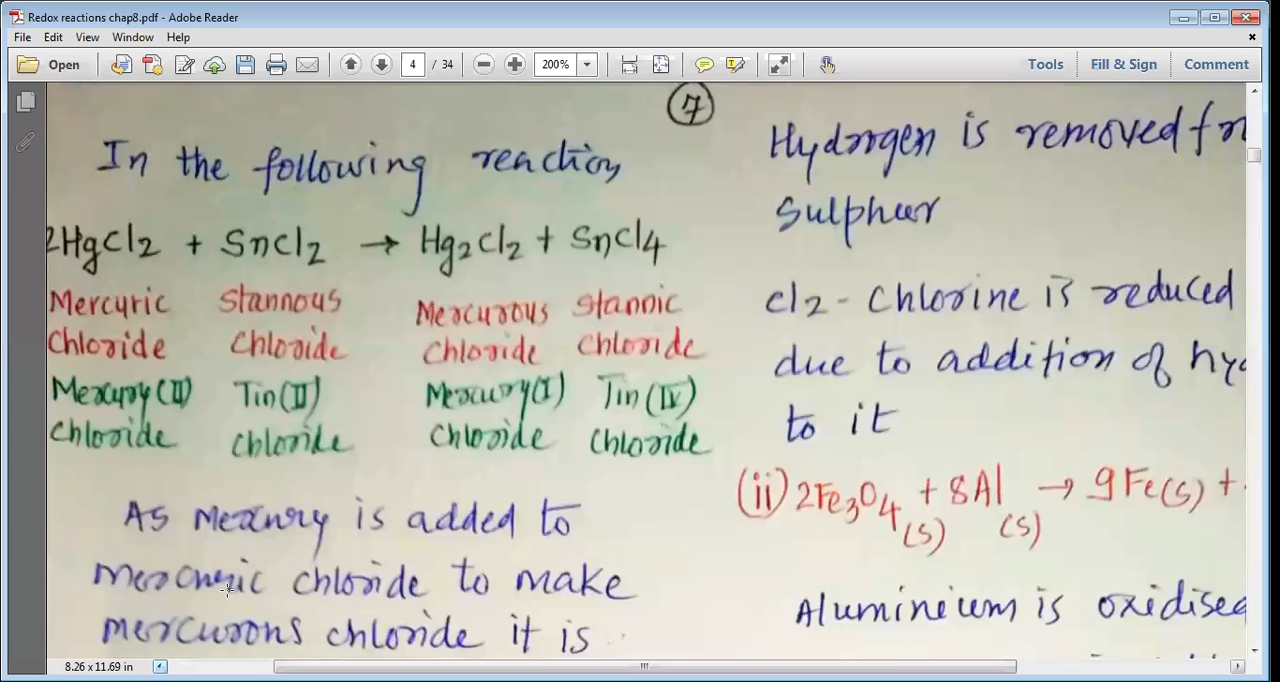 Redox reactions chap8.pdf - Adobe Reader
File Edit View Window Help
Open 4 / 34 200% Tools Fill & Sign Comment
7
In the following reaction
2HgCl2 + SnCl2 → Hg2Cl2 + SnCl4
Mercuric Stannous Mercurous Stannic
Chloride Chloride Chloride Chloride
Mercury(II) Tin(II) Mercury(I) Tin(IV)
Chloride Chloride Chloride Chloride
As Mercury is added to
mercuric chloride to make
mercurons chloride it is
Hydrogen is removed fr
Sulphur
Cl2 - Chlorine is reduced
due to addition of hyd
to it
(ii) 2Fe3O4 (s) + 8Al (s) → 9Fe(s) +
Aluminium is oxidised
8.26 x 11.69 in